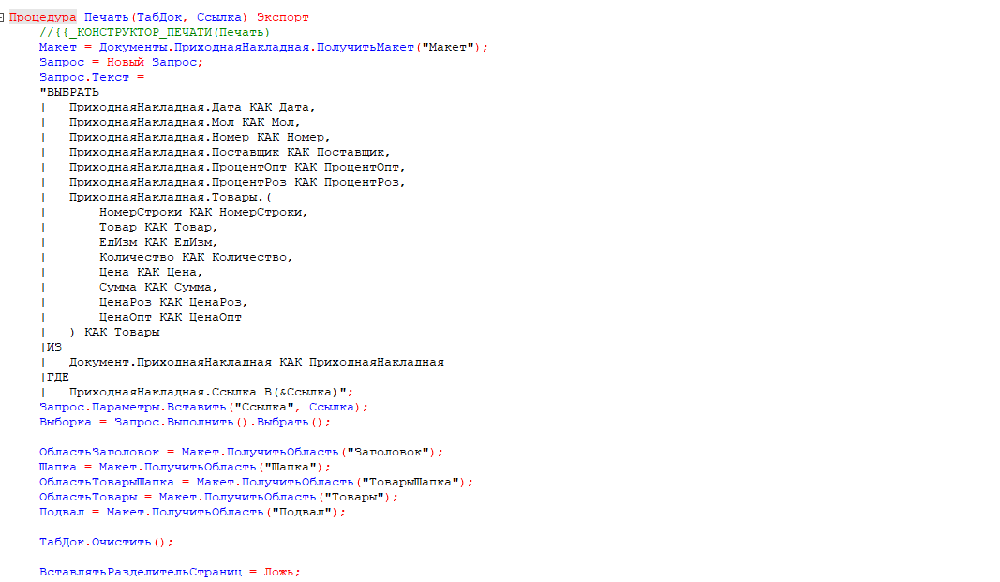 Процедура Печать(ТабДок, Ссылка) Экспорт
//{{_КОНСТРУКТОР_ПЕЧАТИ(Печать)
Макет = Документы.ПриходнаяНакладная.ПолучитьМакет("Макет");
Запрос = Новый Запрос;
Запрос.Текст =
"ВЫБРАТЬ
| ПриходнаяНакладная.Дата КАК Дата,
| ПриходнаяНакладная.Мол КАК Мол,
| ПриходнаяНакладная.Номер КАК Номер,
| ПриходнаяНакладная.Поставщик КАК Поставщик,
| ПриходнаяНакладная.ПроцентОпт КАК ПроцентОпт,
| ПриходнаяНакладная.ПроцентРоз КАК ПроцентРоз,
| ПриходнаяНакладная.Товары.(
| НомерСтроки КАК НомерСтроки,
| Товар КАК Товар,
| ЕдИзм КАК ЕдИзм,
| Количество КАК Количество,
| Цена КАК Цена,
| Сумма КАК Сумма,
| ЦенаРоз КАК ЦенаРоз,
| ЦенаОпт КАК ЦенаОпт
| ) КАК Товары
|ИЗ
| Документ.ПриходнаяНакладная КАК ПриходнаяНакладная
|ГДЕ
| ПриходнаяНакладная.Ссылка В(&Ссылка)";
Запрос.Параметры.Вставить("Ссылка", Ссылка);
Выборка = Запрос.Выполнить().Выбрать();
ОбластьЗаголовок = Макет.ПолучитьОбласть("Заголовок");
Шапка = Макет.ПолучитьОбласть("Шапка");
ОбластьТоварыШапка = Макет.ПолучитьОбласть("ТоварыШапка");
ОбластьТовары = Макет.ПолучитьОбласть("Товары");
Подвал = Макет.ПолучитьОбласть("Подвал");
ТабДок.Очистить();
ВставлятьРазделительСтраниц = Ложь;